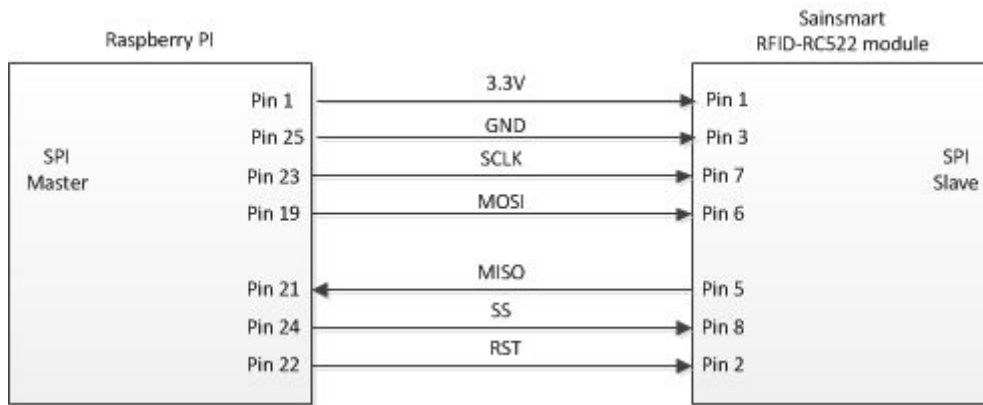 Raspberry PI
Sainsmart
RFID-RC522 module
Pin 1 3.3V Pin 1
Pin 25 GND Pin 3
SPI
Master
SPI
Slave
Pin 23 SCLK Pin 7
Pin 19 MOSI Pin 6
Pin 21 MISO Pin 5
Pin 24 SS Pin 8
Pin 22 RST Pin 2